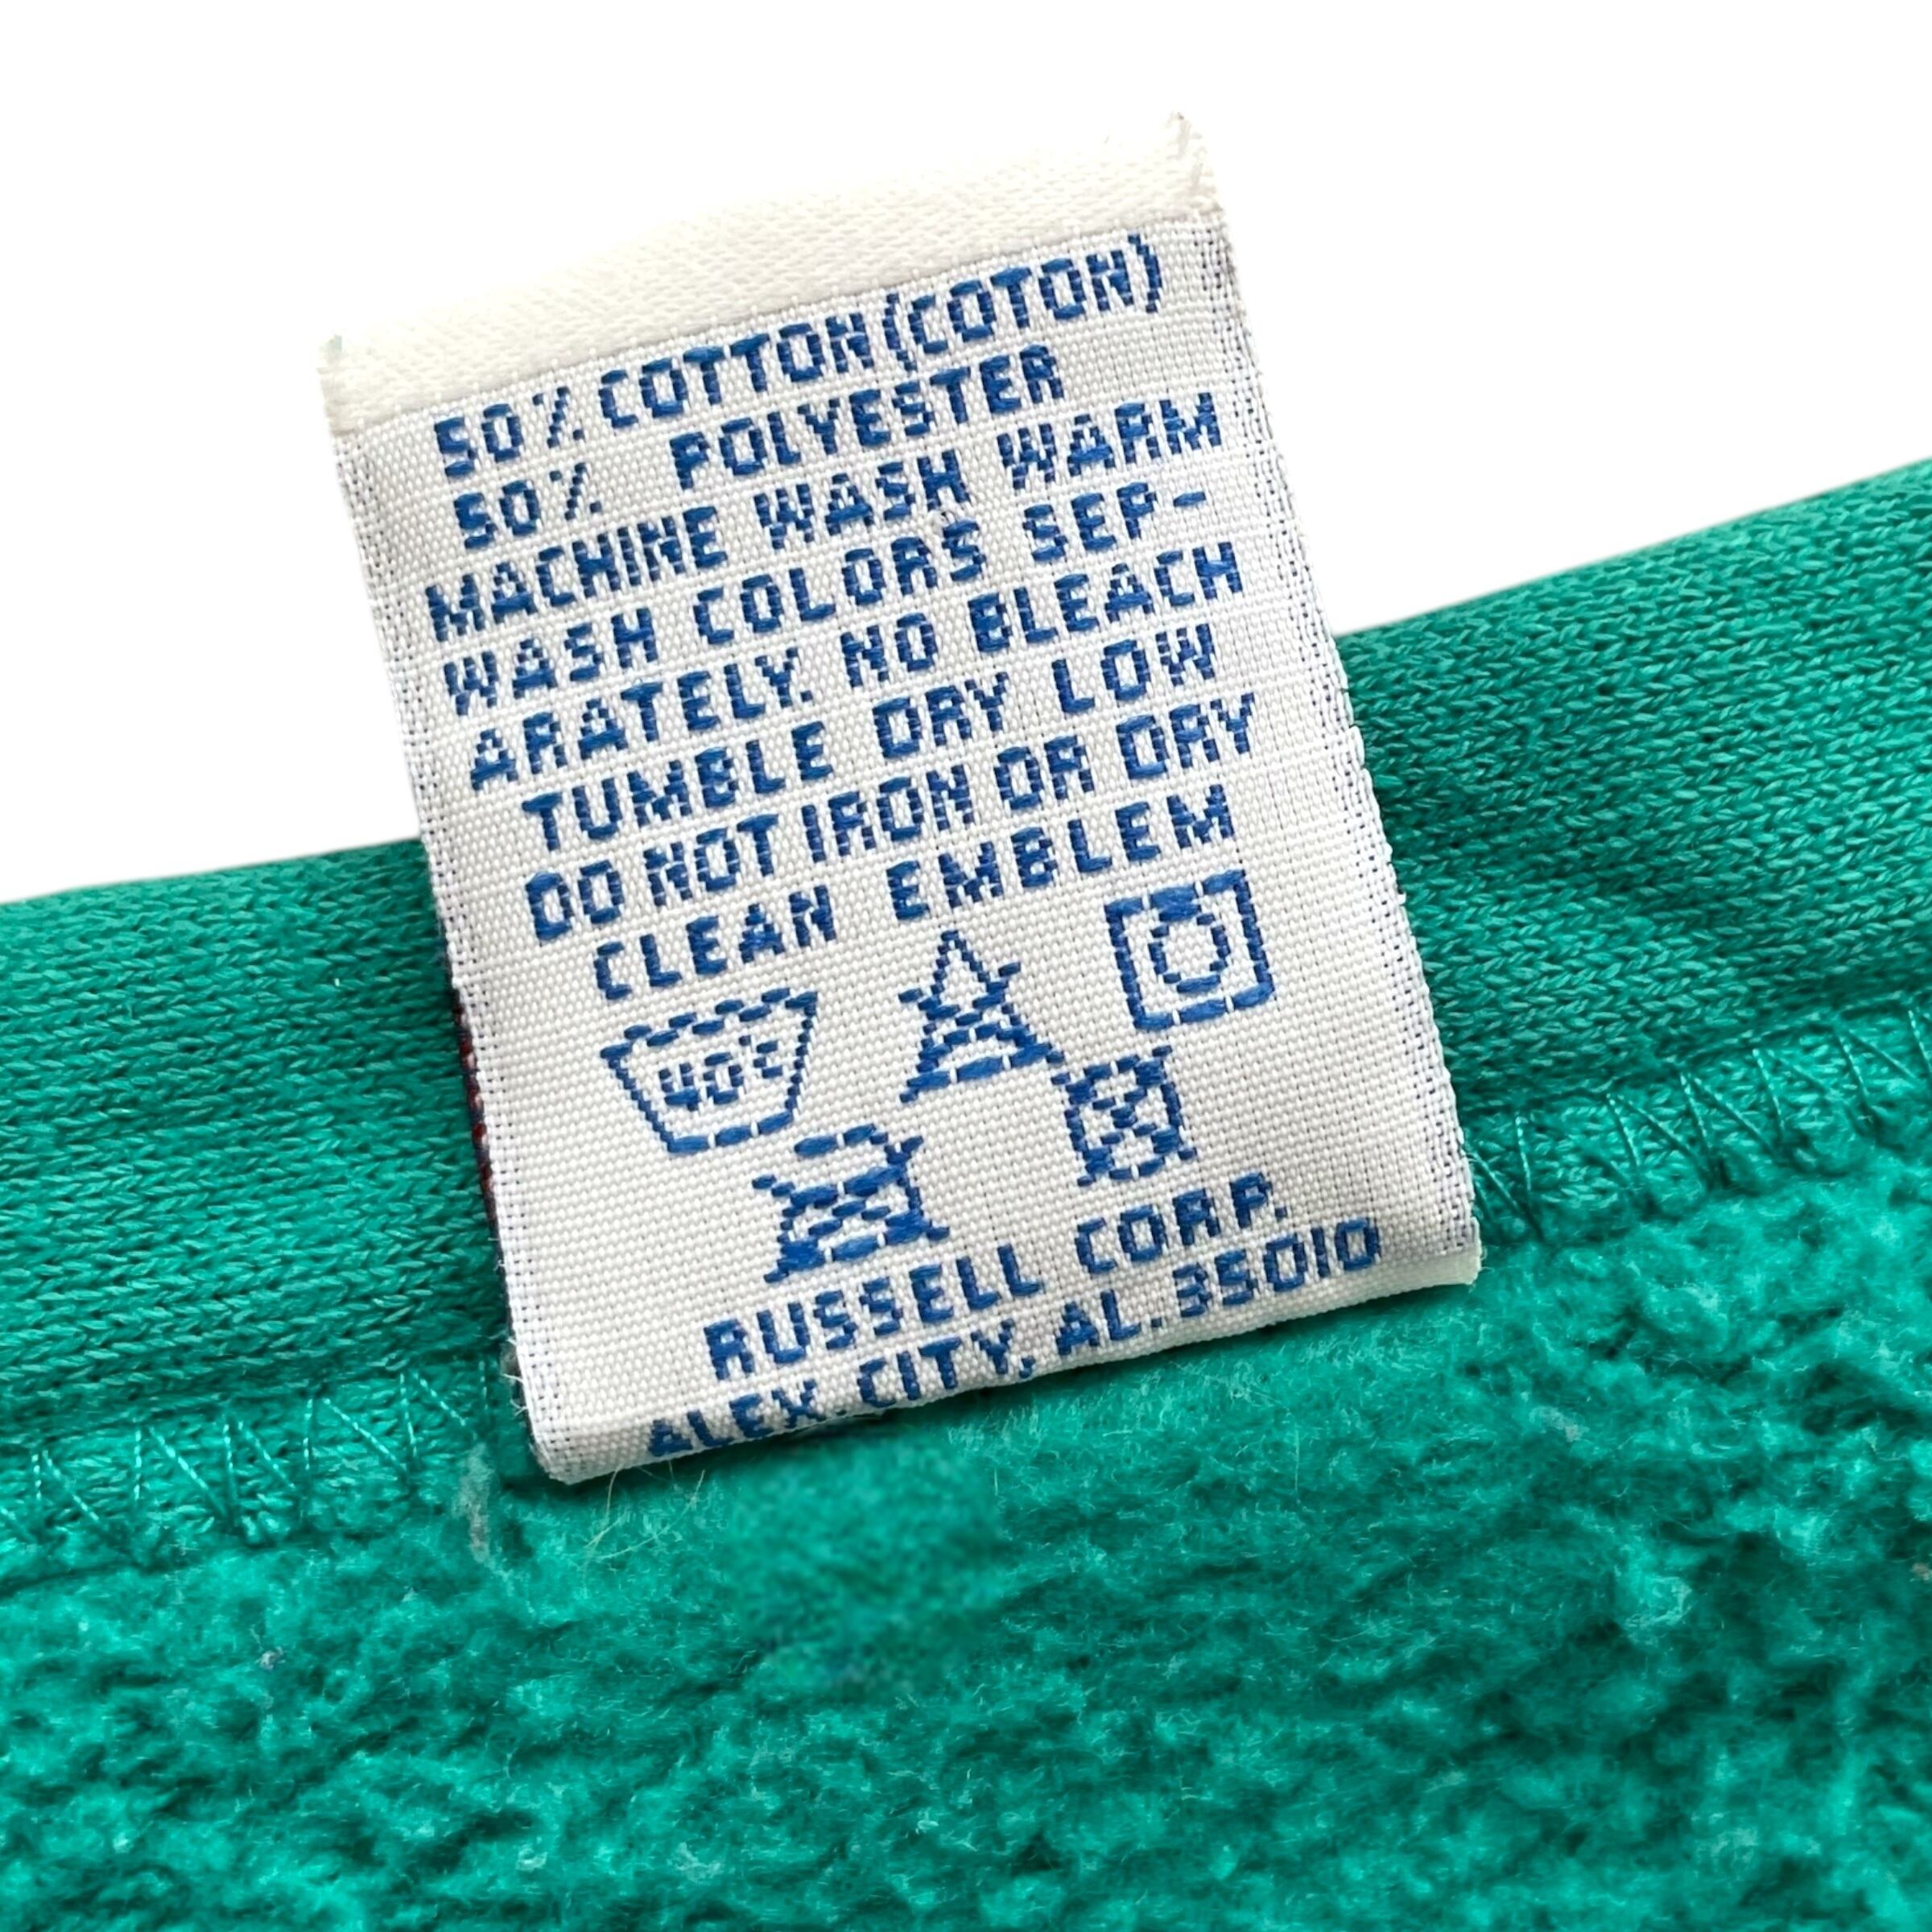 50% COTTON (COTON)
50% POLYESTER
MACHINE WASH WARM
WASH COLORS SEP-
ARATELY. NO BLEACH
TUMBLE DRY LOW
DO NOT IRON OR DRY
CLEAN EMBLEM
40°C
RUSSELL CORP.
ALEX CITY, AL. 35010